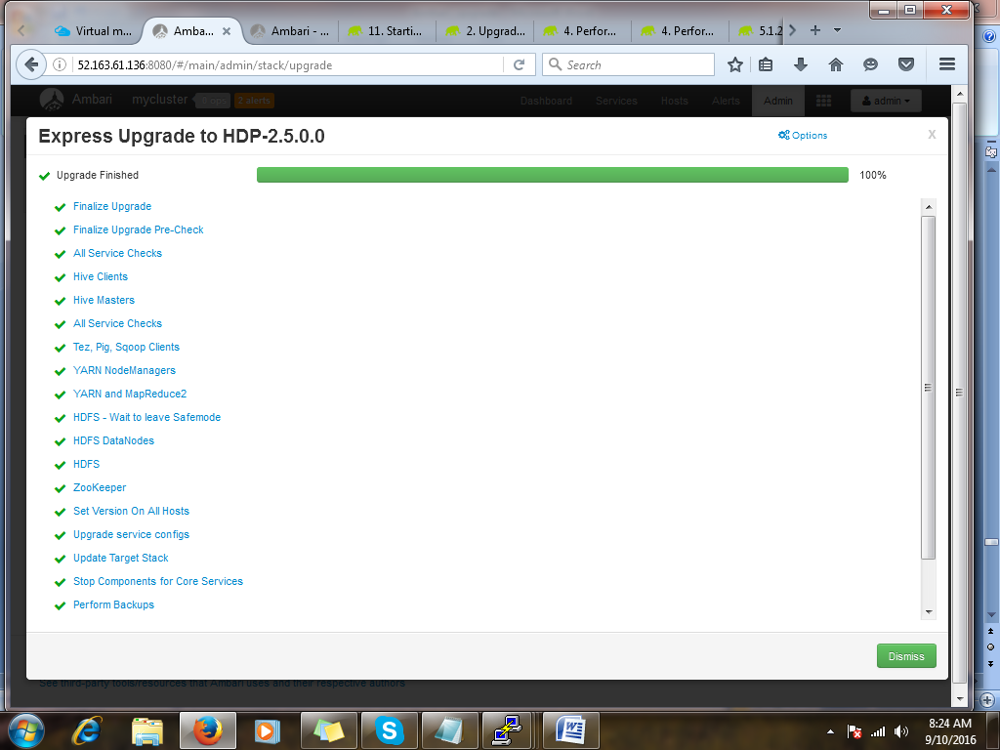 Virtual m...
Amba...
Ambari - ...
11. Starti...
2. Upgrad...
4. Perfor...
4. Perfor...
5.1.2
52.163.61.136:8080/#/main/admin/stack/upgrade
Search
Ambari mycluster 0 ops 2 alerts Dashboard Services Hosts Alerts Admin admin
Express Upgrade to HDP-2.5.0.0
Options
X
Upgrade Finished
100%
Finalize Upgrade
Finalize Upgrade Pre-Check
All Service Checks
Hive Clients
Hive Masters
All Service Checks
Tez, Pig, Sqoop Clients
YARN NodeManagers
YARN and MapReduce2
HDFS - Wait to leave Safemode
HDFS DataNodes
HDFS
ZooKeeper
Set Version On All Hosts
Upgrade service configs
Update Target Stack
Stop Components for Core Services
Perform Backups
Dismiss
See third-party tools/resources that Ambari uses and their respective authors
8:24 AM
9/10/2016